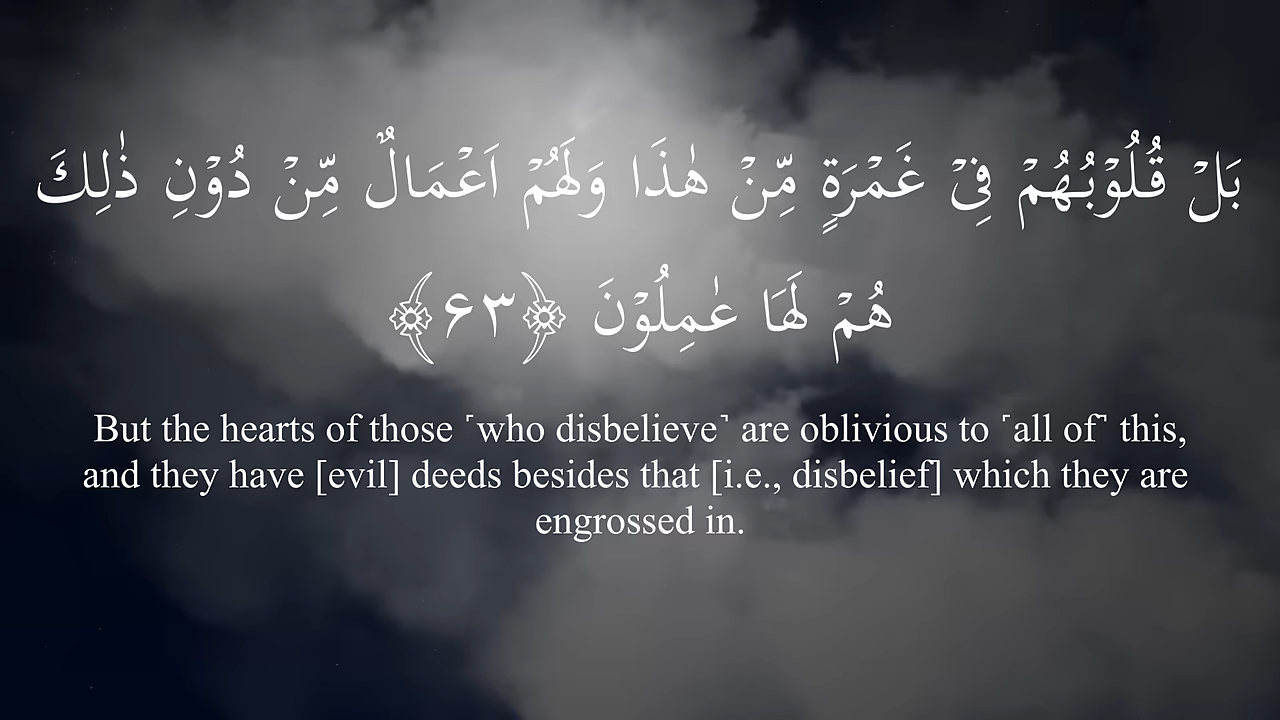 بَلۡ قُلُوۡبُهُمۡ فِىۡ غَمۡرَةٍ مِّنۡ هٰذَا وَلَهُمۡ اَعۡمَالٌ مِّنۡ دُوۡنِ ذٰلِكَ
هُمۡ لَهَا عٰمِلُوۡنَ ﴿۶۳﴾
But the hearts of those ˹who disbelieve˺ are oblivious to ˹all of˺ this,
and they have [evil] deeds besides that [i.e., disbelief] which they are
engrossed in.